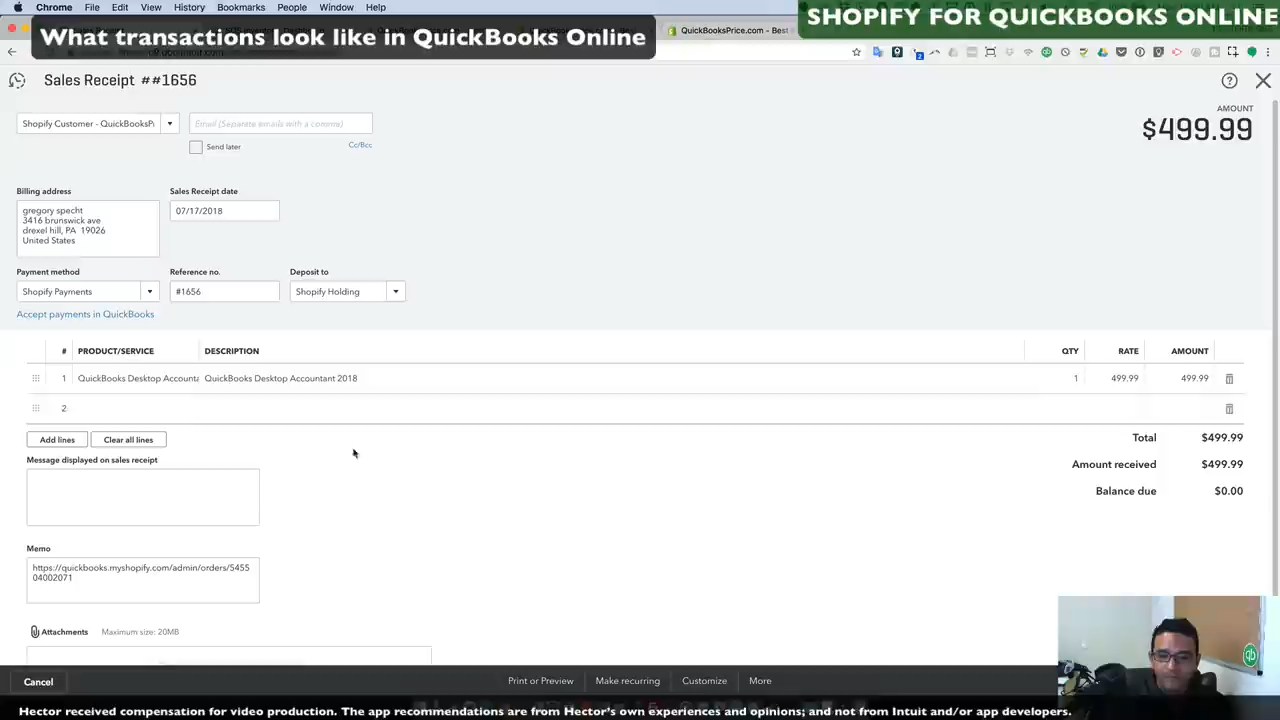 Chrome File Edit View History Bookmarks People Window Help
SHOPIFY FOR QUICKBOOKS ONLINE
What transactions look like in QuickBooks Online
QuickBooksPrice.com - Best
Sales Receipt ##1656
AMOUNT
$499.99
Shopify Customer - QuickBooksPi
Email (Separate emails with a comma)
Send later
Cc/Bcc
Billing address
Sales Receipt date
gregory specht
3416 brunswick ave
drexel hill, PA 19026
United States
07/17/2018
Payment method
Reference no.
Deposit to
Shopify Payments
#1656
Shopify Holding
Accept payments in QuickBooks
# PRODUCT/SERVICE DESCRIPTION QTY RATE AMOUNT
1 QuickBooks Desktop Accounta QuickBooks Desktop Accountant 2018 1 499.99 499.99
2
Add lines
Clear all lines
Total $499.99
Message displayed on sales receipt
Amount received $499.99
Balance due $0.00
Memo
https://quickbooks.myshopify.com/admin/orders/5455
04002071
Attachments Maximum size: 20MB
Cancel
Print or Preview
Make recurring
Customize
More
qb
Hector received compensation for video production. The app recommendations are from Hector's own experiences and opinions; and not from Intuit and/or app developers.